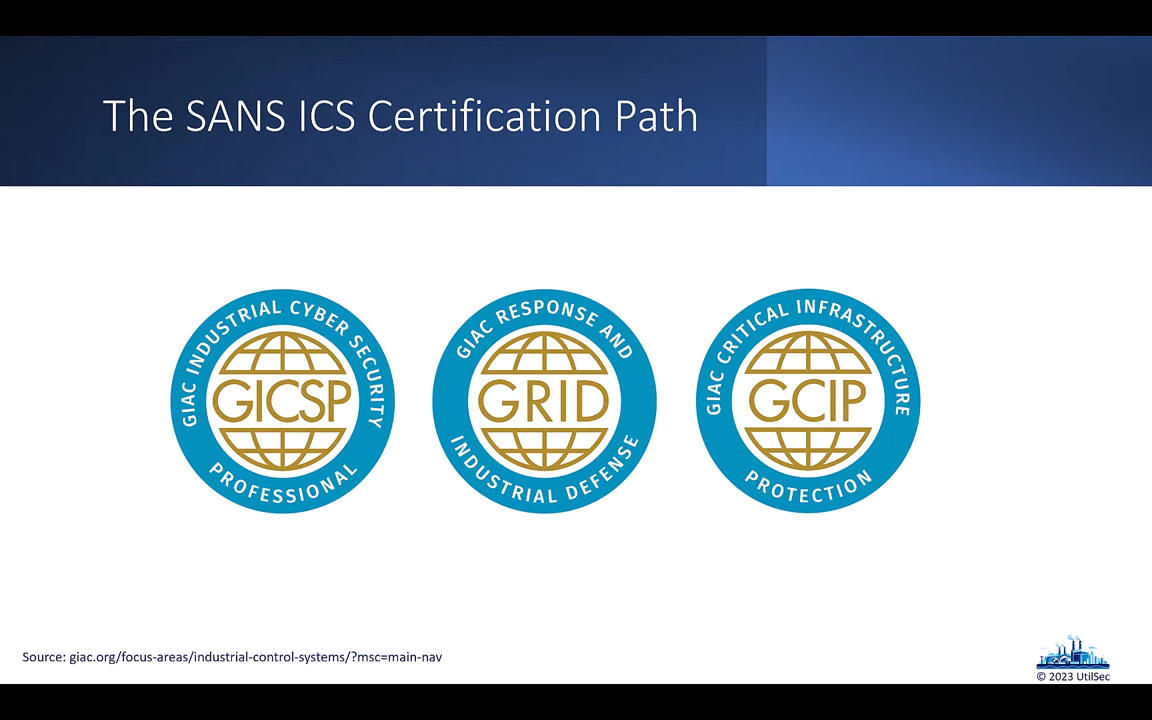 The SANS ICS Certification Path
GIAC INDUSTRIAL CYBER SECURITY
GICSP
PROFESSIONAL
GIAC RESPONSE AND
GRID
INDUSTRIAL DEFENSE
GIAC CRITICAL INFRASTRUCTURE
GCIP
PROTECTION
Source: giac.org/focus-areas/industrial-control-systems/?msc=main-nav
© 2023 UtilSec